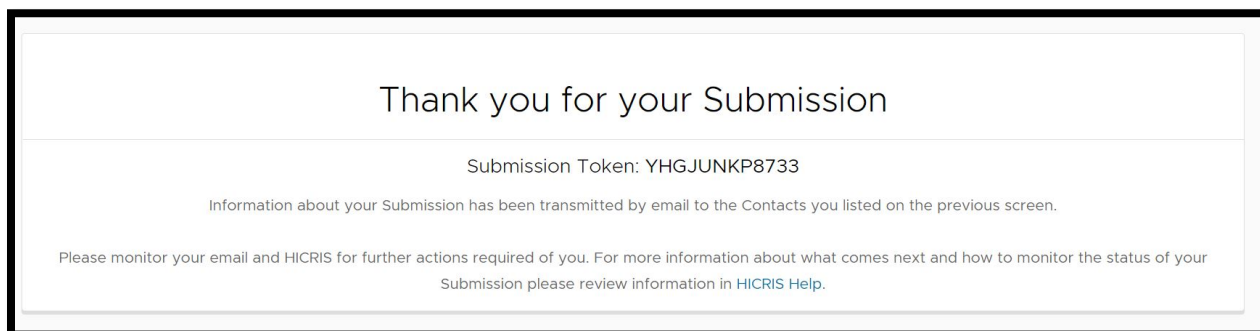 Thank you for your Submission
Submission Token: YHGJUNKP8733
Information about your Submission has been transmitted by email to the Contacts you listed on the previous screen.
Please monitor your email and HICRIS for further actions required of you. For more information about what comes next and how to monitor the status of your
Submission please review information in HICRIS Help.